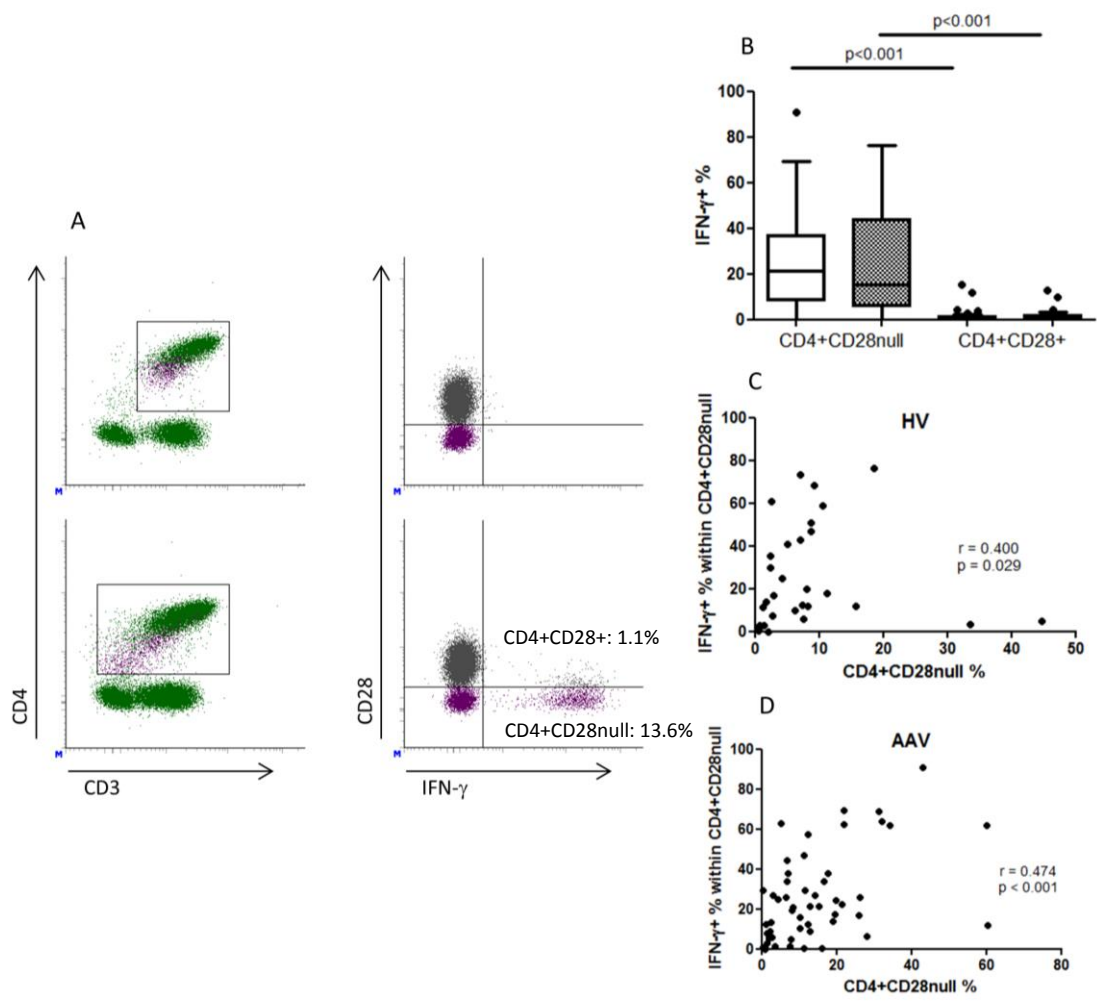 A
CD4
CD3
M
M
CD28
IFN-γ
M
M
CD4+CD28+: 1.1%
CD4+CD28null: 13.6%
B
p<0.001
p<0.001
IFN-γ+ %
100
80
60
40
20
0
CD4+CD28null
CD4+CD28+
C
HV
IFN-γ+ % within CD4+CD28null
100
80
60
40
20
0
r = 0.400
p = 0.029
0 10 20 30 40 50
CD4+CD28null %
D
AAV
IFN-γ+ % within CD4+CD28null
100
80
60
40
20
0
r = 0.474
p < 0.001
0 20 40 60 80
CD4+CD28null %